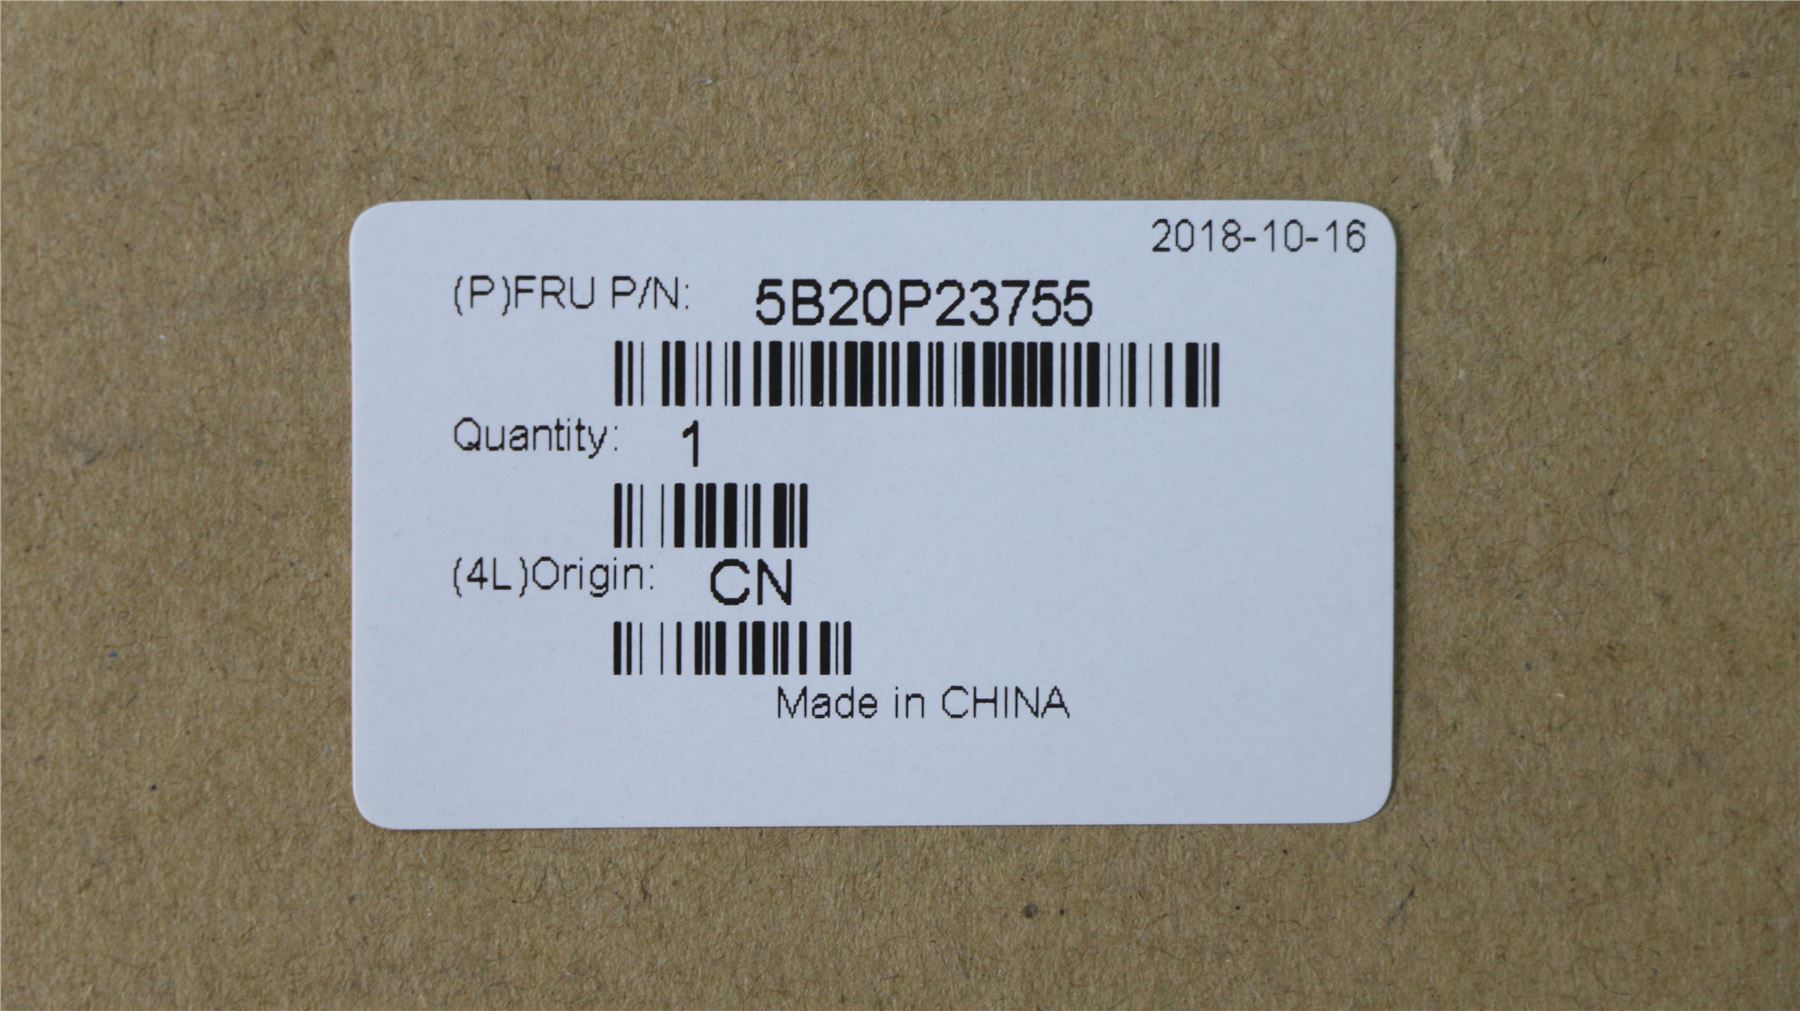 2018-10-16
(P)FRU P/N: 5B20P23755
Quantity: 1
(4L)Origin: CN
Made in CHINA